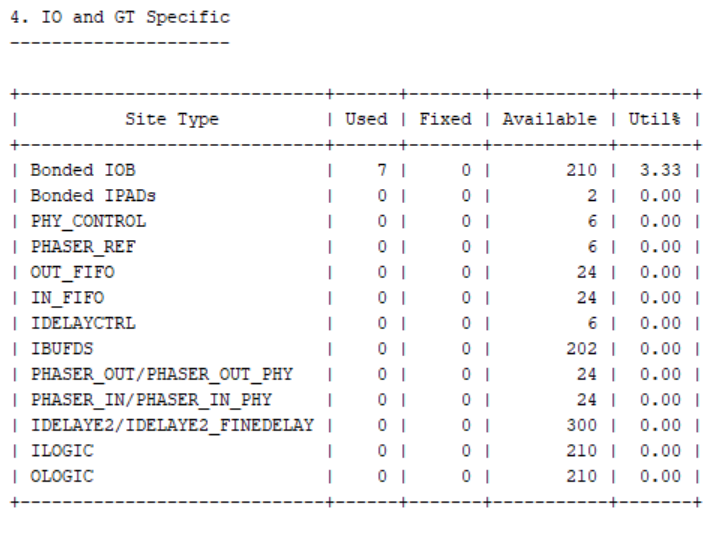 4. IO and GT Specific
---------------------
+-----------------------------+------+-------+-----------+-------+
|          Site Type          | Used | Fixed | Available | Util% |
+-----------------------------+------+-------+-----------+-------+
| Bonded IOB                  |    7 |     0 |       210 |  3.33 |
| Bonded IPADs                |    0 |     0 |         2 |  0.00 |
| PHY_CONTROL                 |    0 |     0 |         6 |  0.00 |
| PHASER_REF                  |    0 |     0 |         6 |  0.00 |
| OUT_FIFO                    |    0 |     0 |        24 |  0.00 |
| IN_FIFO                     |    0 |     0 |        24 |  0.00 |
| IDELAYCTRL                  |    0 |     0 |         6 |  0.00 |
| IBUFDS                      |    0 |     0 |       202 |  0.00 |
| PHASER_OUT/PHASER_OUT_PHY   |    0 |     0 |        24 |  0.00 |
| PHASER_IN/PHASER_IN_PHY     |    0 |     0 |        24 |  0.00 |
| IDELAYE2/IDELAYE2_FINEDELAY |    0 |     0 |       300 |  0.00 |
| ILOGIC                      |    0 |     0 |       210 |  0.00 |
| OLOGIC                      |    0 |     0 |       210 |  0.00 |
+-----------------------------+------+-------+-----------+-------+